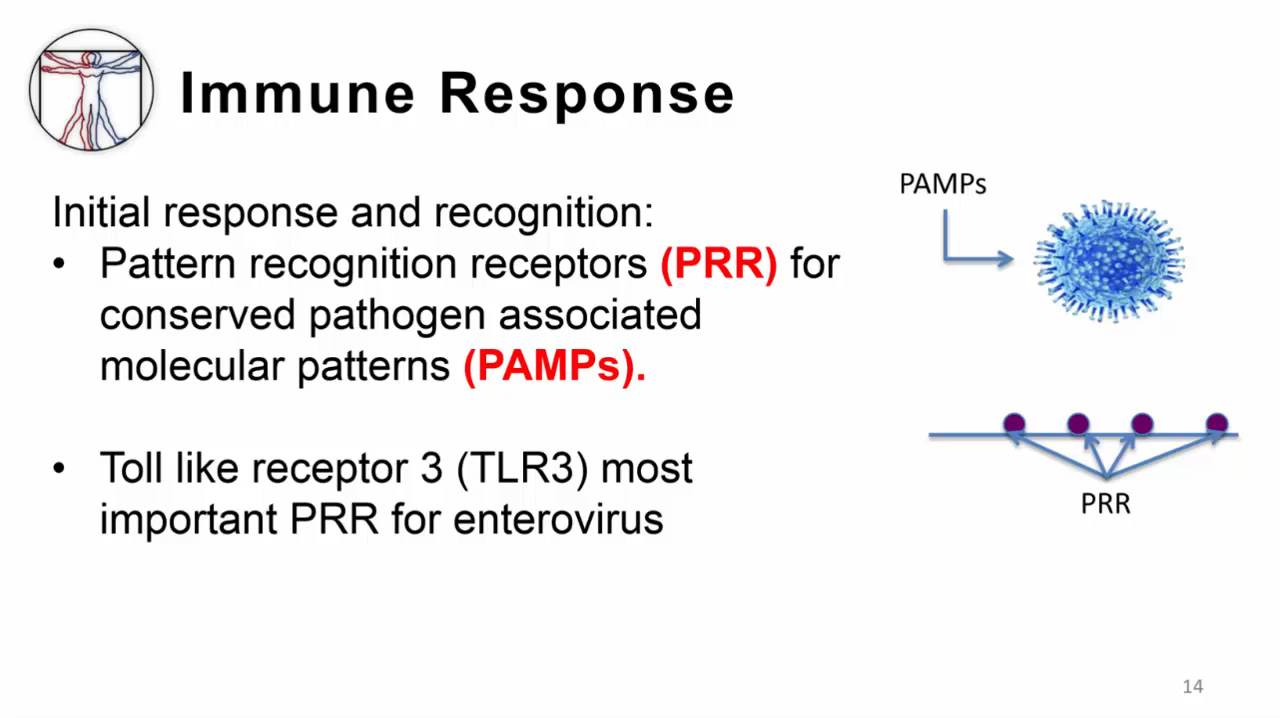 Immune Response
Initial response and recognition:
• Pattern recognition receptors (PRR) for
conserved pathogen associated
molecular patterns (PAMPs).
• Toll like receptor 3 (TLR3) most
important PRR for enterovirus
PAMPs
PRR
14